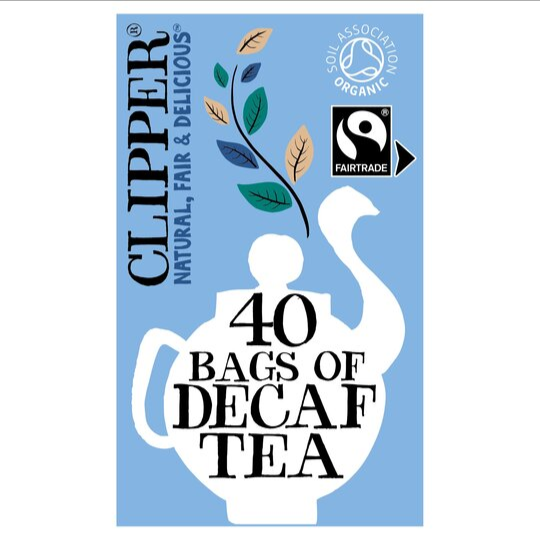 CLIPPER®
NATURAL, FAIR & DELICIOUS®
SOIL ASSOCIATION
ORGANIC
®
FAIRTRADE
40
BAGS OF
DECAF
TEA